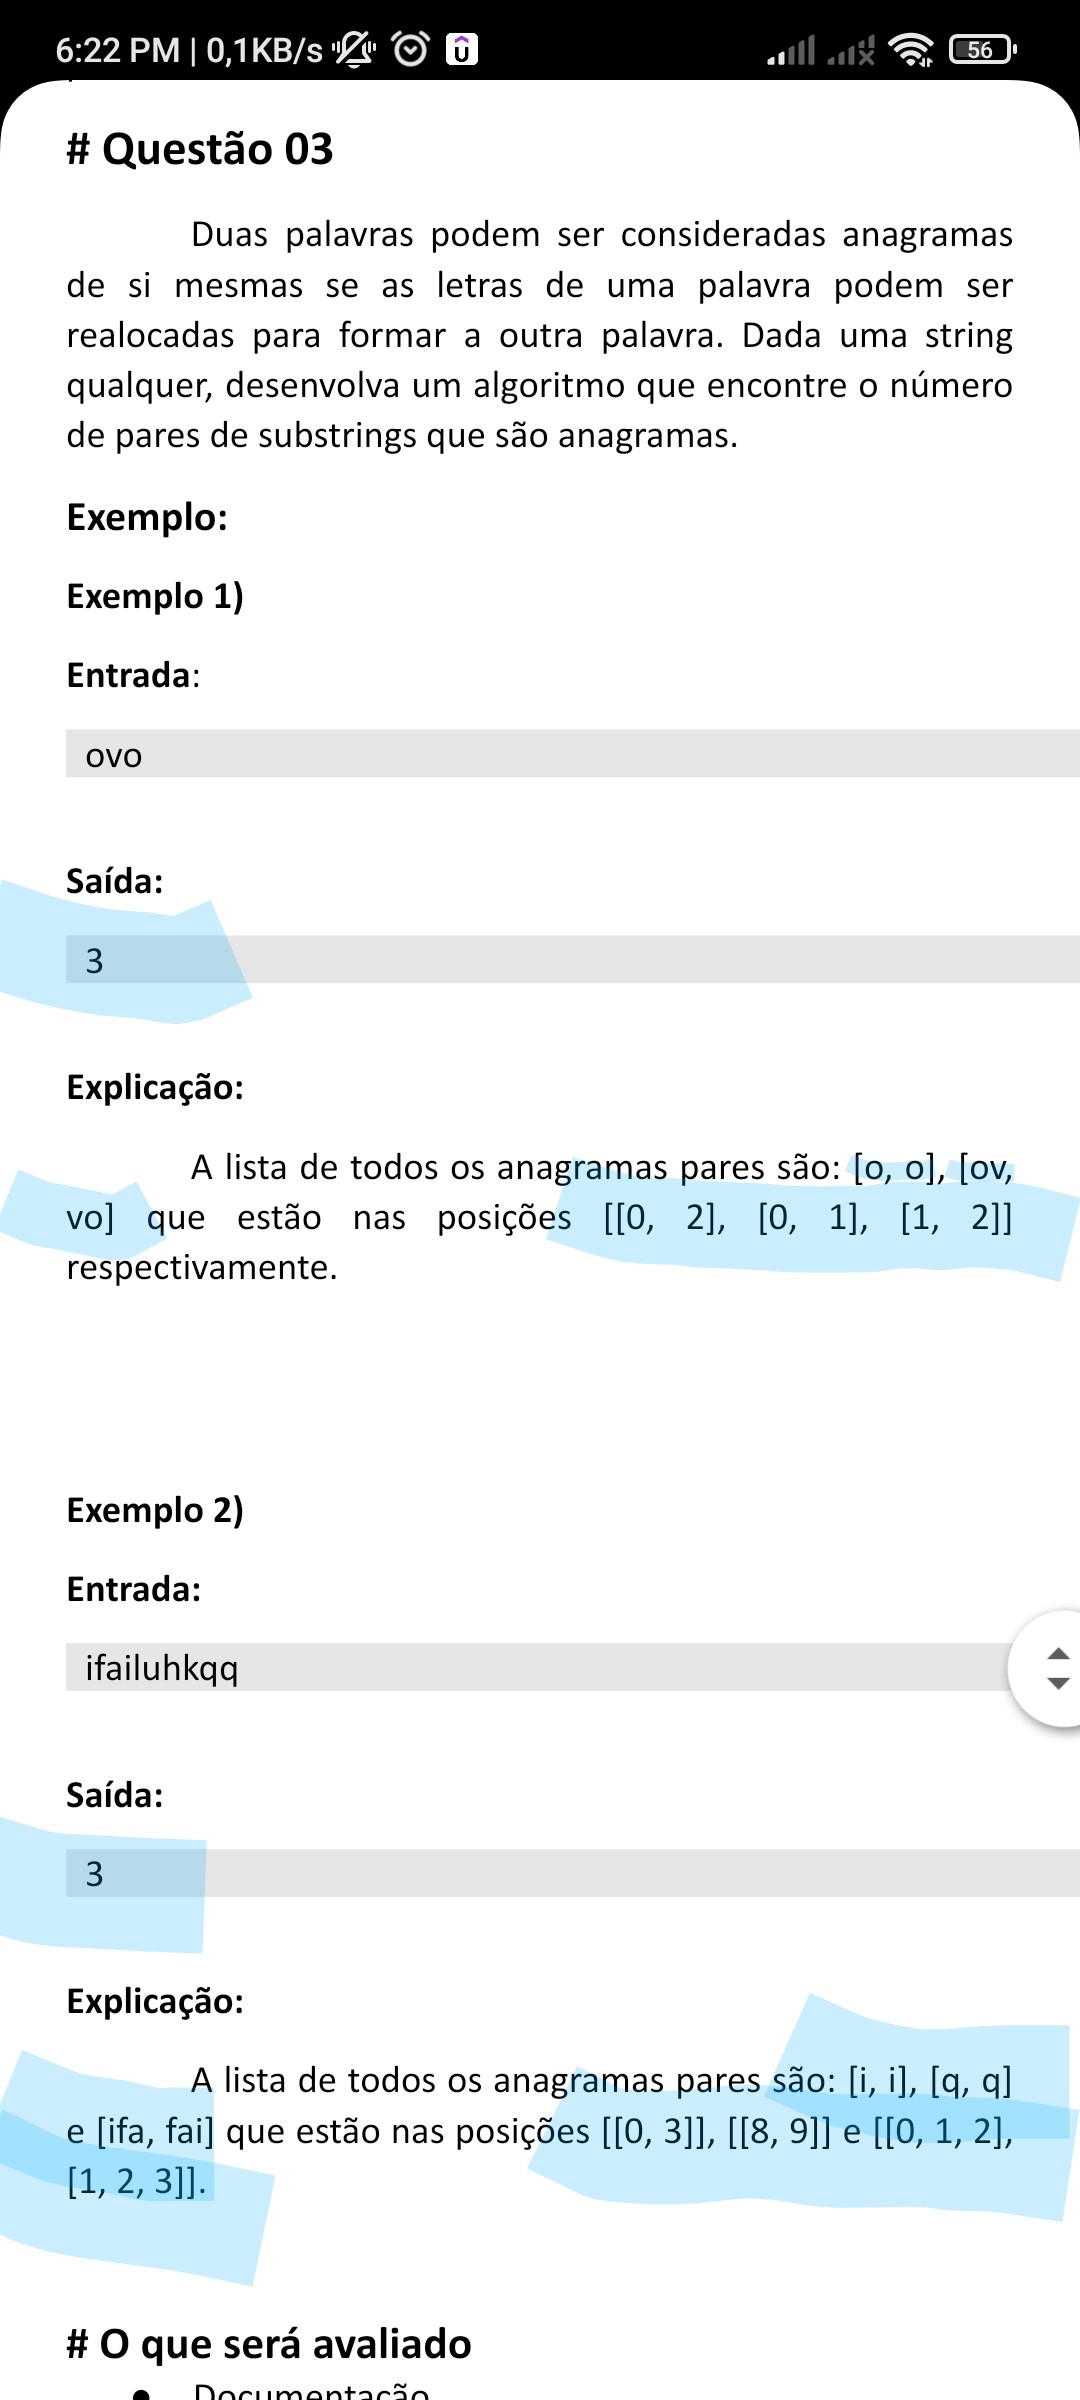 6:22 PM | 0,1KB/s
56
# Questão 03
Duas palavras podem ser consideradas anagramas
de si mesmas se as letras de uma palavra podem ser
realocadas para formar a outra palavra. Dada uma string
qualquer, desenvolva um algoritmo que encontre o número
de pares de substrings que são anagramas.
Exemplo:
Exemplo 1)
Entrada:
ovo
Saída:
3
Explicação:
A lista de todos os anagramas pares são: [o, o], [ov,
vo] que estão nas posições [[0, 2], [0, 1], [1, 2]]
respectivamente.
Exemplo 2)
Entrada:
ifailuhkqq
Saída:
3
Explicação:
A lista de todos os anagramas pares são: [i, i], [q, q]
e [ifa, fai] que estão nas posições [[0, 3]], [[8, 9]] e [[0, 1, 2],
[1, 2, 3]].
# O que será avaliado
● Documentação